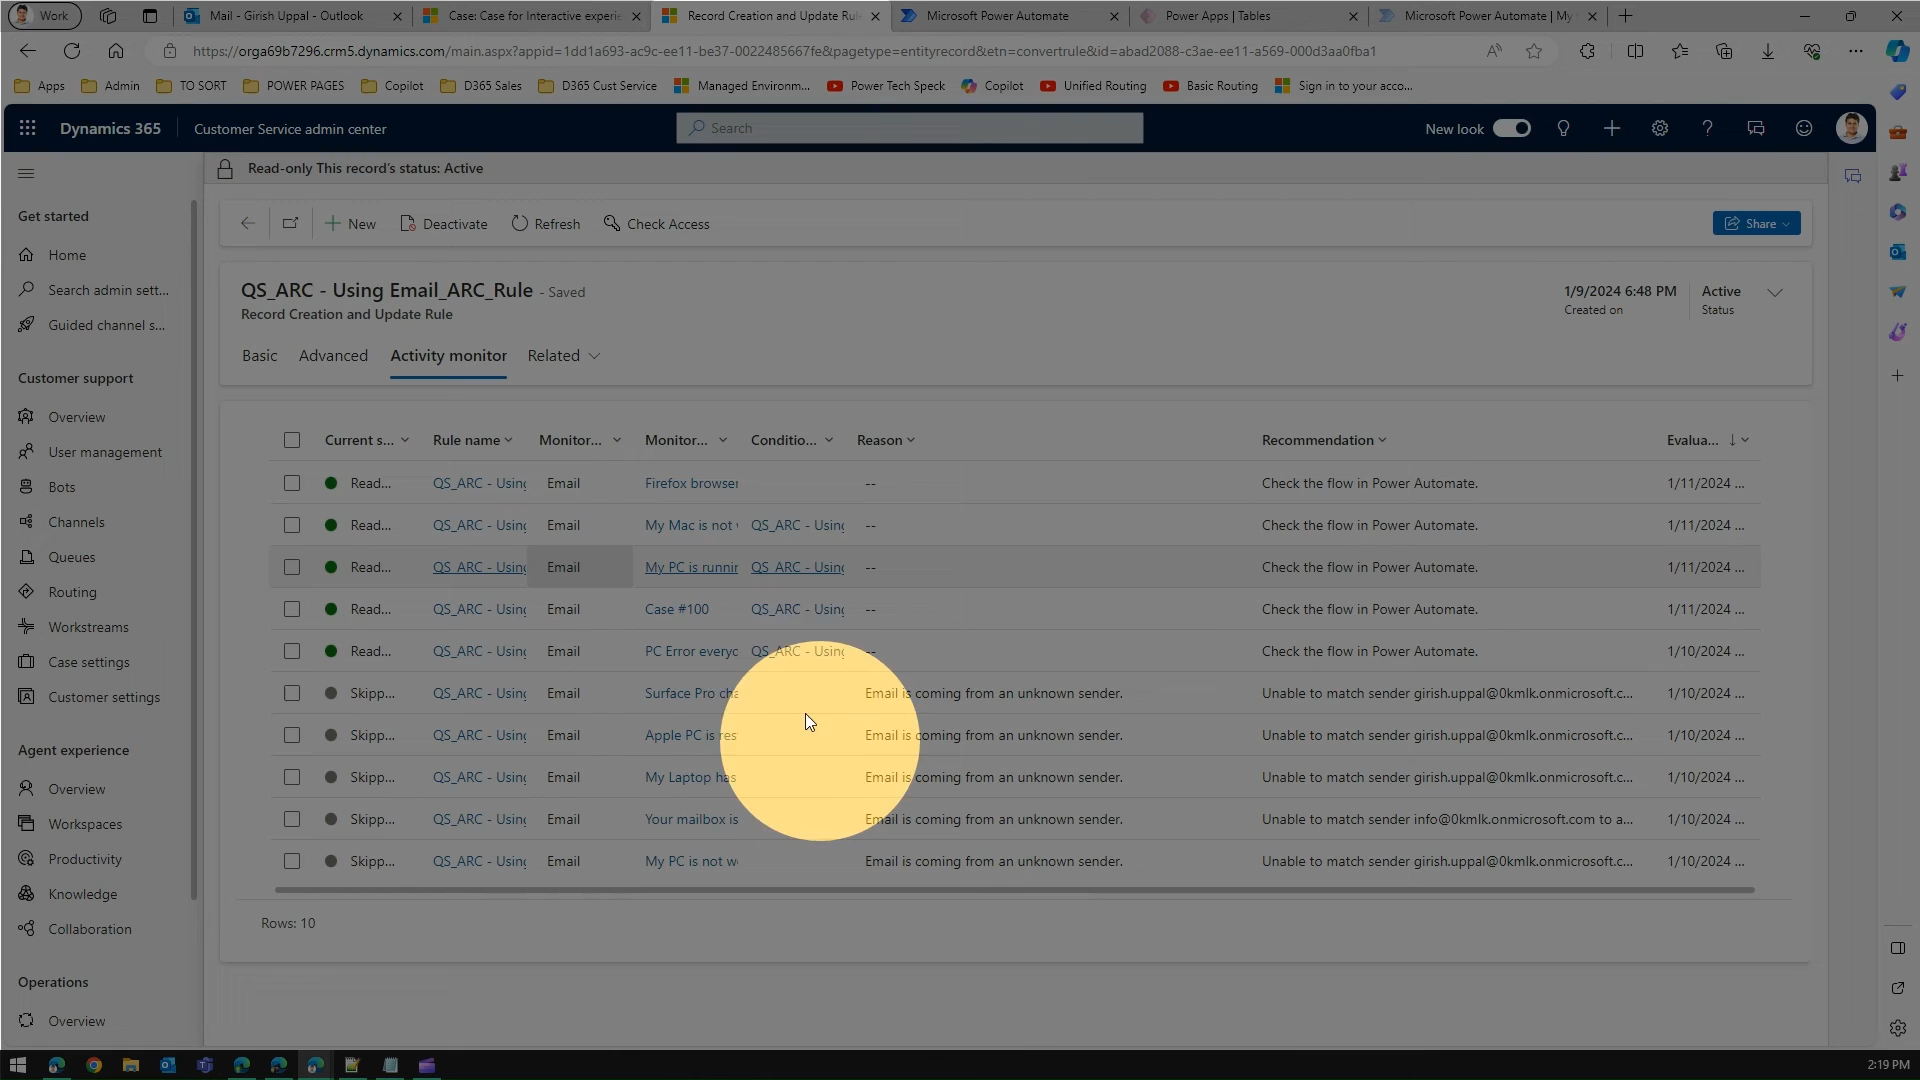 Work
Mail - Girish Uppal - Outlook
Case: Case for Interactive experie
Record Creation and Update Rul
Microsoft Power Automate
Power Apps | Tables
Microsoft Power Automate | My
https://orga69b7296.crm5.dynamics.com/main.aspx?appid=1dd1a693-ac9c-ee11-be37-0022485667fe&pagetype=entityrecord&etn=convertrule&id=abad2088-c3ae-ee11-a569-000d3aa0fba1
Apps
Admin
TO SORT
POWER PAGES
Copilot
D365 Sales
D365 Cust Service
Managed Environm...
Power Tech Speck
Copilot
Unified Routing
Basic Routing
Sign in to your acco...
Dynamics 365
Customer Service admin center
Search
New look
Read-only This record's status: Active
New
Deactivate
Refresh
Check Access
Share
QS_ARC - Using Email_ARC_Rule - Saved
Record Creation and Update Rule
1/9/2024 6:48 PM
Created on
Active
Status
Basic
Advanced
Activity monitor
Related
Get started
Home
Search admin sett...
Guided channel s...
Customer support
Overview
User management
Bots
Channels
Queues
Routing
Workstreams
Case settings
Customer settings
Agent experience
Overview
Workspaces
Productivity
Knowledge
Collaboration
Operations
Overview
Current s... Rule name Monitor... Monitor... Conditio... Reason Recommendation Evalua...
Read... QS_ARC - Using Email Firefox browser -- Check the flow in Power Automate. 1/11/2024 ...
Read... QS_ARC - Using Email My Mac is not QS_ARC - Using -- Check the flow in Power Automate. 1/11/2024 ...
Read... QS_ARC - Using Email My PC is runnin QS_ARC - Using -- Check the flow in Power Automate. 1/11/2024 ...
Read... QS_ARC - Using Email Case #100 QS_ARC - Using -- Check the flow in Power Automate. 1/11/2024 ...
Read... QS_ARC - Using Email PC Error everyc QS_ARC - Using -- Check the flow in Power Automate. 1/10/2024 ...
Skipp... QS_ARC - Using Email Surface Pro cha Email is coming from an unknown sender. Unable to match sender girish.uppal@0kmlk.onmicrosoft.c... 1/10/2024 ...
Skipp... QS_ARC - Using Email Apple PC is res Email is coming from an unknown sender. Unable to match sender girish.uppal@0kmlk.onmicrosoft.c... 1/10/2024 ...
Skipp... QS_ARC - Using Email My Laptop has Email is coming from an unknown sender. Unable to match sender girish.uppal@0kmlk.onmicrosoft.c... 1/10/2024 ...
Skipp... QS_ARC - Using Email Your mailbox is Email is coming from an unknown sender. Unable to match sender info@0kmlk.onmicrosoft.com to a... 1/10/2024 ...
Skipp... QS_ARC - Using Email My PC is not w Email is coming from an unknown sender. Unable to match sender girish.uppal@0kmlk.onmicrosoft.c... 1/10/2024 ...
Rows: 10
2:19 PM